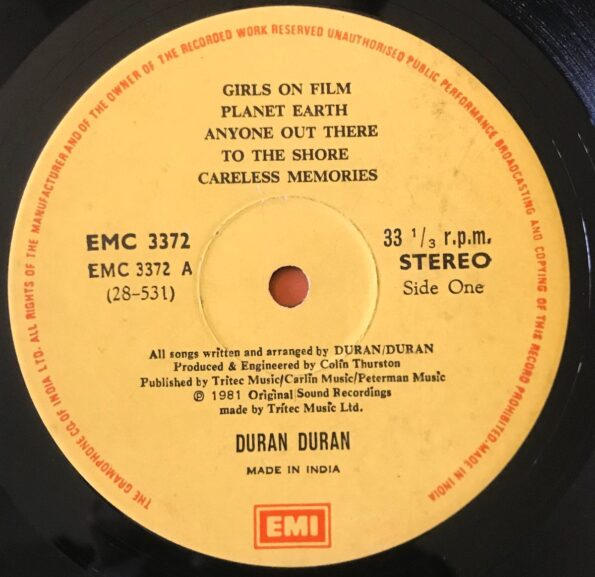 THE GRAMOPHONE CO. OF INDIA LTD. ALL RIGHTS OF THE MANUFACTURER AND OF THE OWNER OF THE RECORDED WORK RESERVED UNAUTHORISED PUBLIC PERFORMANCE BROADCASTING AND COPYING OF THIS RECORD PROHIBITED-MADE IN INDIA
GIRLS ON FILM
PLANET EARTH
ANYONE OUT THERE
TO THE SHORE
CARELESS MEMORIES
EMC 3372
EMC 3372 A
(28-531)
33 1/3 r.p.m.
STEREO
Side One
All songs written and arranged by DURAN/DURAN
Produced & Engineered by Colin Thurston
Published by Tritec Music/Carlin Music/Peterman Music
℗ 1981 Original Sound Recordings
made by Tritec Music Ltd.
DURAN DURAN
MADE IN INDIA
EMI